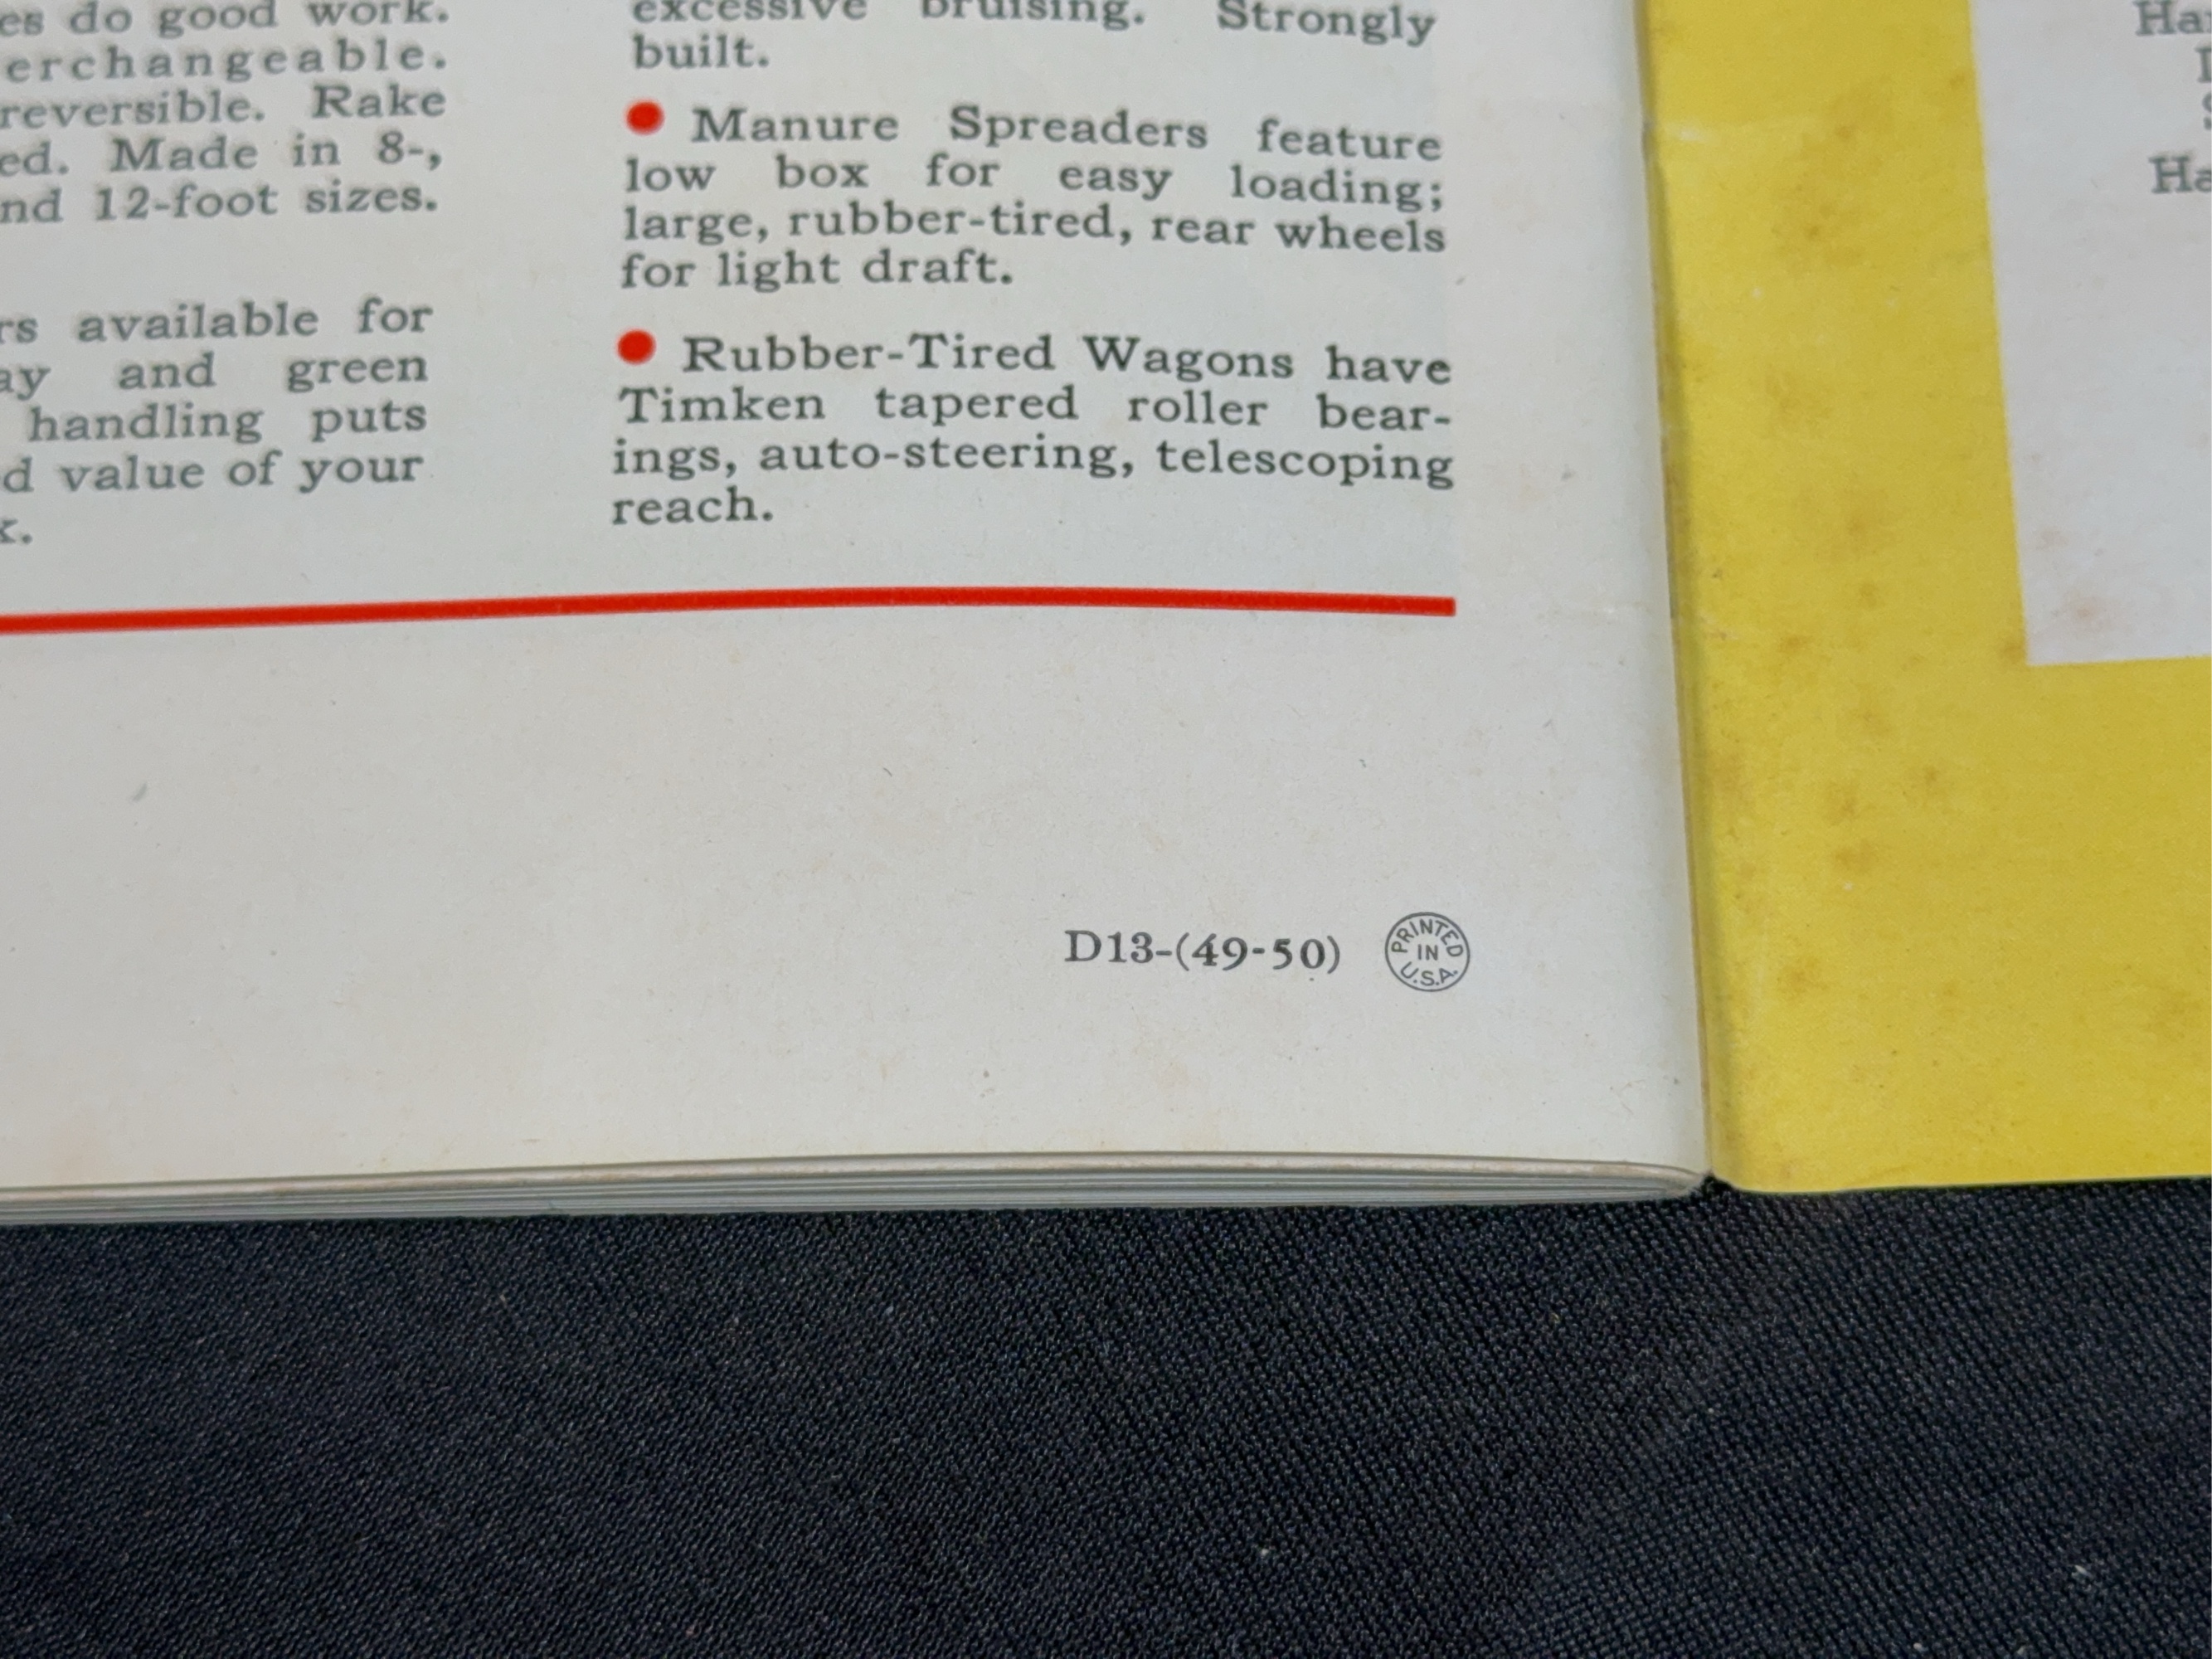 es do good work.
erchangeable.
reversible. Rake
ed. Made in 8-,
nd 12-foot sizes.
rs available for
ay and green
handling puts
d value of your
k.
excessive bruising. Strongly
built.
● Manure Spreaders feature
low box for easy loading;
large, rubber-tired, rear wheels
for light draft.
● Rubber-Tired Wagons have
Timken tapered roller bear-
ings, auto-steering, telescoping
reach.
D13-(49-50)
PRINTED
IN
U.S.A.
Ha
Ha